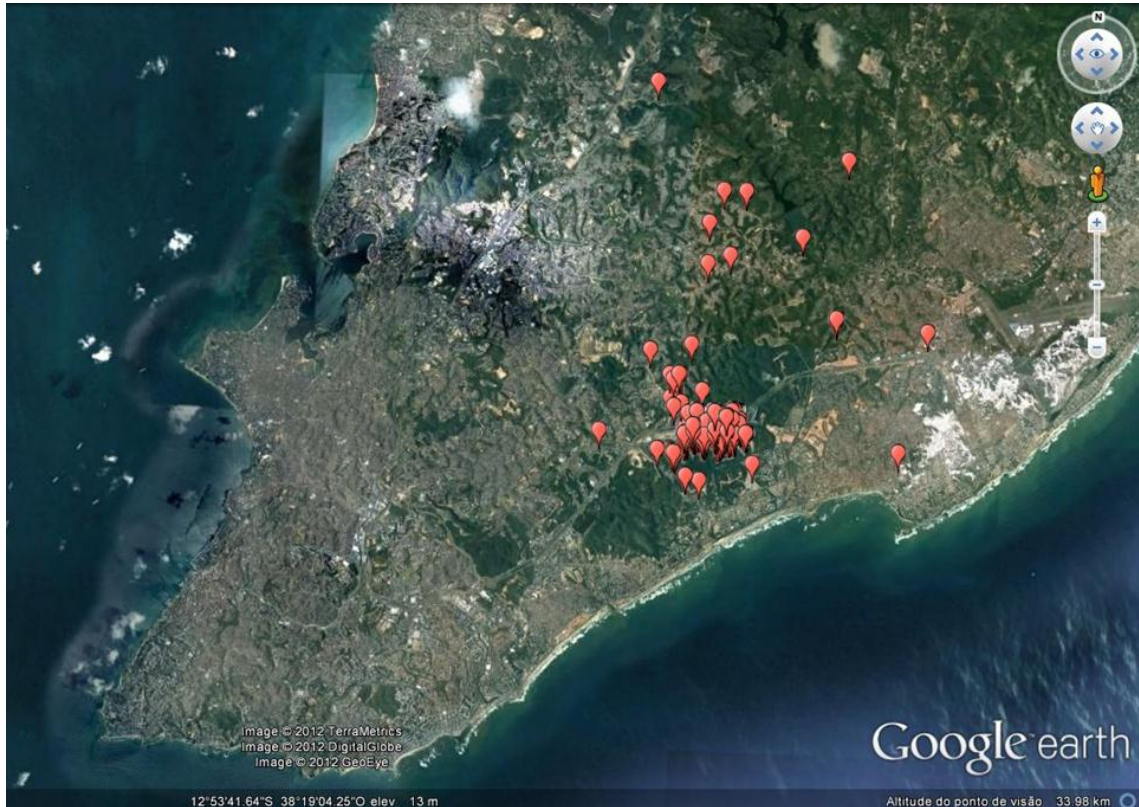 N
Image © 2012 TerraMetrics
Image © 2012 DigitalGlobe
Image © 2012 GeoEye
Google earth
12°53'41.64"S 38°19'04.25"O elev 13 m
Altitude do ponto de visão 33.98 km